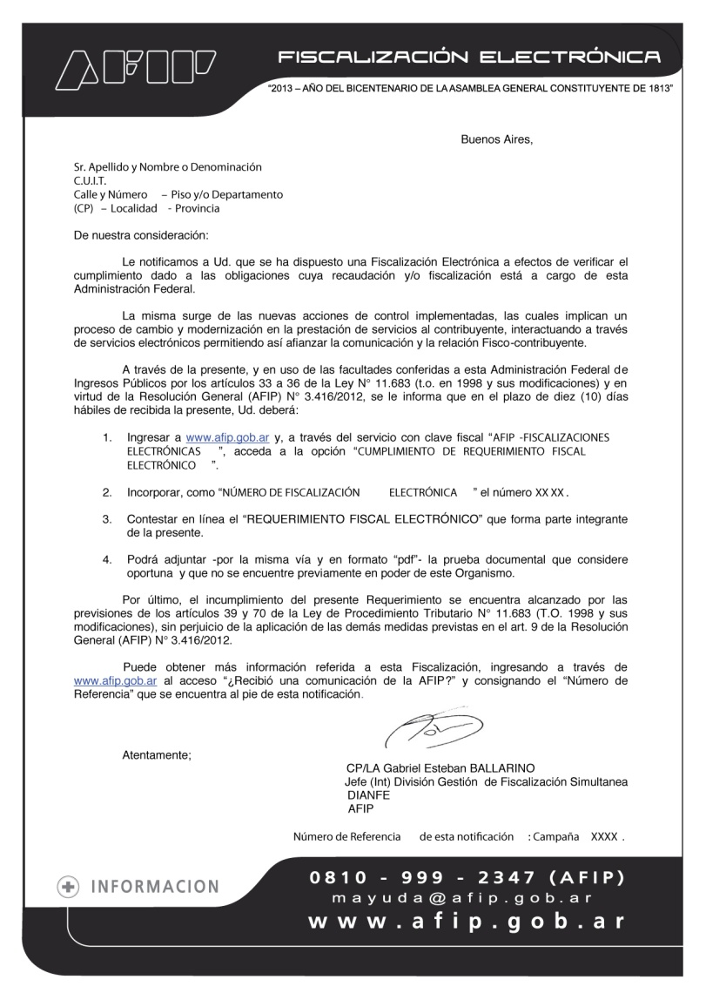 AFIP
FISCALIZACIÓN ELECTRÓNICA
"2013 – AÑO DEL BICENTENARIO DE LA ASAMBLEA GENERAL CONSTITUYENTE DE 1813"
Buenos Aires,
Sr. Apellido y Nombre o Denominación
C.U.I.T.
Calle y Número – Piso y/o Departamento
(CP) – Localidad - Provincia
De nuestra consideración:
Le notificamos a Ud. que se ha dispuesto una Fiscalización Electrónica a efectos de verificar el
cumplimiento dado a las obligaciones cuya recaudación y/o fiscalización está a cargo de esta
Administración Federal.
La misma surge de las nuevas acciones de control implementadas, las cuales implican un
proceso de cambio y modernización en la prestación de servicios al contribuyente, interactuando a través
de servicios electrónicos permitiendo así afianzar la comunicación y la relación Fisco-contribuyente.
A través de la presente, y en uso de las facultades conferidas a esta Administración Federal de
Ingresos Públicos por los artículos 33 a 36 de la Ley N° 11.683 (t.o. en 1998 y sus modificaciones) y en
virtud de la Resolución General (AFIP) N° 3.416/2012, se le informa que en el plazo de diez (10) días
hábiles de recibida la presente, Ud. deberá:
1. Ingresar a www.afip.gob.ar y, a través del servicio con clave fiscal "AFIP -FISCALIZACIONES
ELECTRÓNICAS ", acceda a la opción "CUMPLIMIENTO DE REQUERIMIENTO FISCAL
ELECTRÓNICO ".
2. Incorporar, como "NÚMERO DE FISCALIZACIÓN ELECTRÓNICA " el número XX XX .
3. Contestar en línea el "REQUERIMIENTO FISCAL ELECTRÓNICO" que forma parte integrante
de la presente.
4. Podrá adjuntar -por la misma vía y en formato "pdf"- la prueba documental que considere
oportuna y que no se encuentre previamente en poder de este Organismo.
Por último, el incumplimiento del presente Requerimiento se encuentra alcanzado por las
previsiones de los artículos 39 y 70 de la Ley de Procedimiento Tributario N° 11.683 (T.O. 1998 y sus
modificaciones), sin perjuicio de la aplicación de las demás medidas previstas en el art. 9 de la Resolución
General (AFIP) N° 3.416/2012.
Puede obtener más información referida a esta Fiscalización, ingresando a través de
www.afip.gob.ar al acceso "¿Recibió una comunicación de la AFIP?" y consignando el "Número de
Referencia" que se encuentra al pie de esta notificación.
Atentamente;
CP/LA Gabriel Esteban BALLARINO
Jefe (Int) División Gestión de Fiscalización Simultanea
DIANFE
AFIP
Número de Referencia de esta notificación : Campaña XXXX .
INFORMACION
0810 - 999 - 2347 (AFIP)
mayuda@afip.gob.ar
www.afip.gob.ar